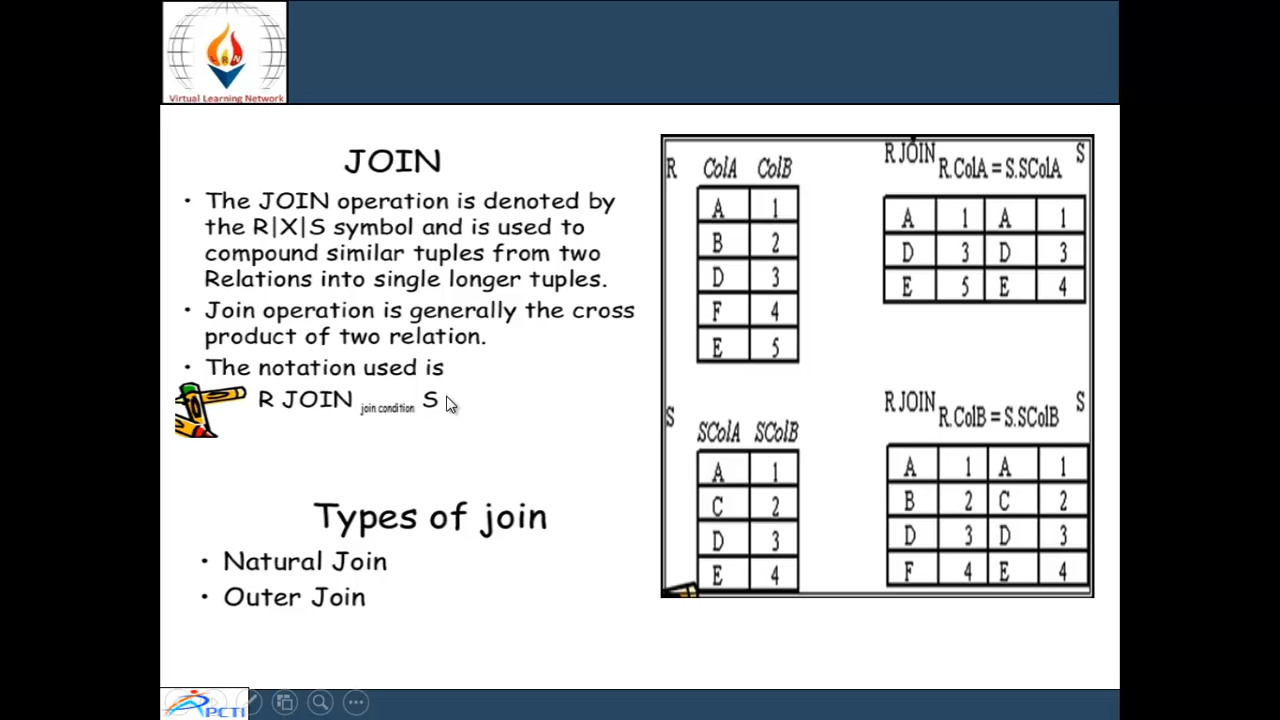 LRN
Virtual Learning Network
JOIN
• The JOIN operation is denoted by
the R|X|S symbol and is used to
compound similar tuples from two
Relations into single longer tuples.
• Join operation is generally the cross
product of two relation.
• The notation used is
R JOIN join condition S
Types of join
• Natural Join
• Outer Join
R ColA ColB
A 1
B 2
D 3
F 4
E 5
S SColA SColB
A 1
C 2
D 3
E 4
R JOIN R.ColA = S.SColA S
A 1 A 1
D 3 D 3
E 5 E 4
R JOIN R.ColB = S.SColB S
A 1 A 1
B 2 C 2
D 3 D 3
F 4 E 4
PCTI